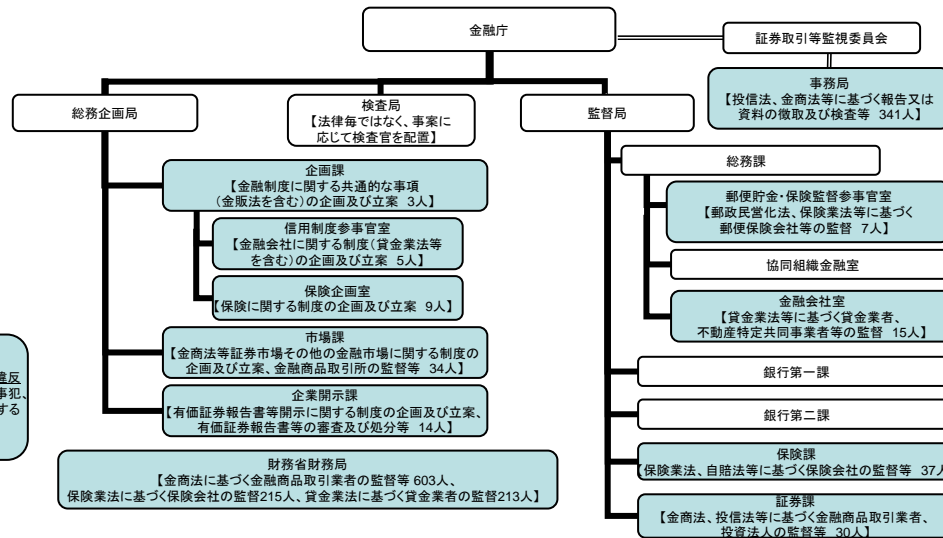 金融庁
証券取引等監視委員会
事務局
【投信法、金商法等に基づく報告又は
資料の徴取及び検査等 341人】
総務企画局
検査局
【法律毎ではなく、事案に
応じて検査官を配置】
監督局
企画課
【金融制度に関する共通的な事項
(金販法を含む)の企画及び立案 3人】
信用制度参事官室
【金融会社に関する制度(貸金業法等
を含む)の企画及び立案 5人】
保険企画室
【保険に関する制度の企画及び立案 9人】
市場課
【金商法等証券市場その他の金融市場に関する制度の
企画及び立案、金融商品取引所の監督等 34人】
企業開示課
【有価証券報告書等開示に関する制度の企画及び立案、
有価証券報告書等の審査及び処分等 14人】
財務省財務局
【金商法に基づく金融商品取引業者の監督等 603人、
保険業法に基づく保険会社の監督215人、貸金業法に基づく貸金業者の監督213人】
総務課
郵便貯金・保険監督参事官室
【郵政民営化法、保険業法等に基づく
郵便保険会社等の監督 7人】
協同組織金融室
金融会社室
【貸金業法等に基づく貸金業者、
不動産特定共同事業者等の監督 15人】
銀行第一課
銀行第二課
保険課
【保険業法、自賠法等に基づく保険会社の監督等 37人
証券課
【金商法、投信法等に基づく金融商品取引業者、
投資法人の監督等 30人】
違反
事犯、
する